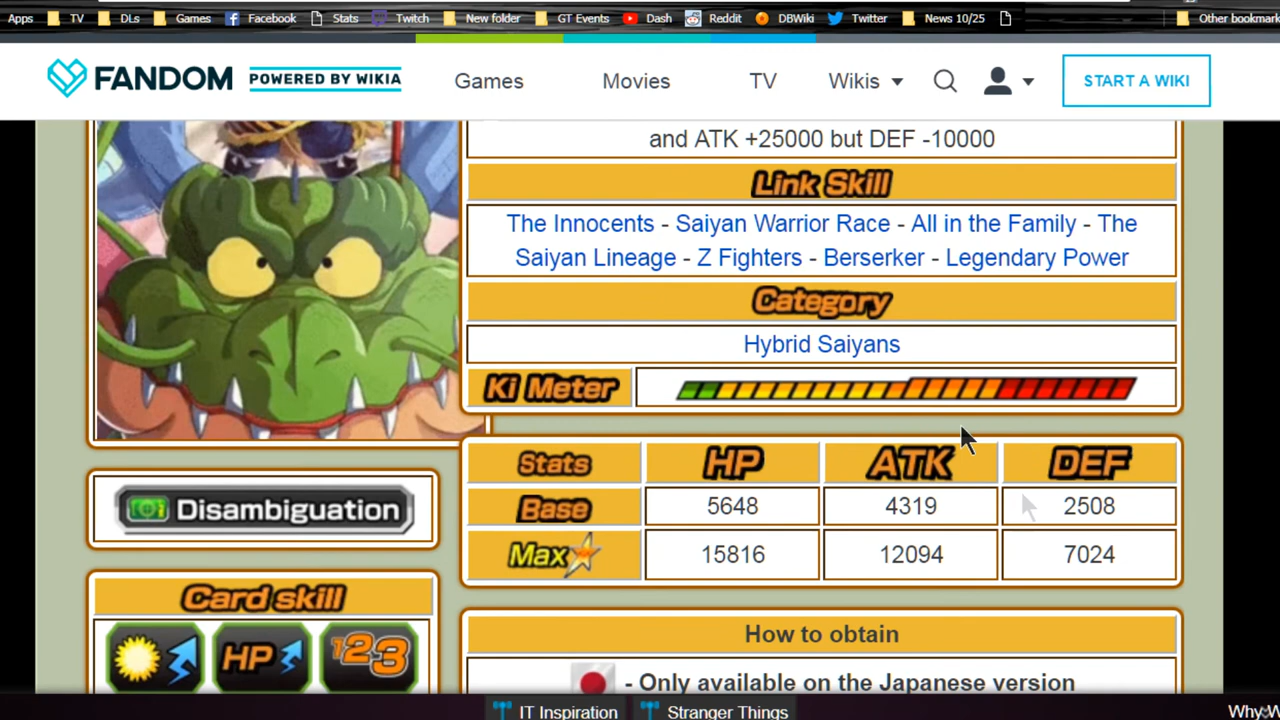 Apps TV DLs Games Facebook Stats Twitch New folder GT Events Dash Reddit DBWiki Twitter News 10/25 Other bookmark
FANDOM POWERED BY WIKIA Games Movies TV Wikis START A WIKI
and ATK +25000 but DEF -10000
Link Skill
The Innocents - Saiyan Warrior Race - All in the Family - The
Saiyan Lineage - Z Fighters - Berserker - Legendary Power
Category
Hybrid Saiyans
Ki Meter
Stats HP ATK DEF
Base 5648 4319 2508
Max 15816 12094 7024
Disambiguation
Card skill
HP 123
How to obtain
- Only available on the Japanese version
IT Inspiration Stranger Things Why W